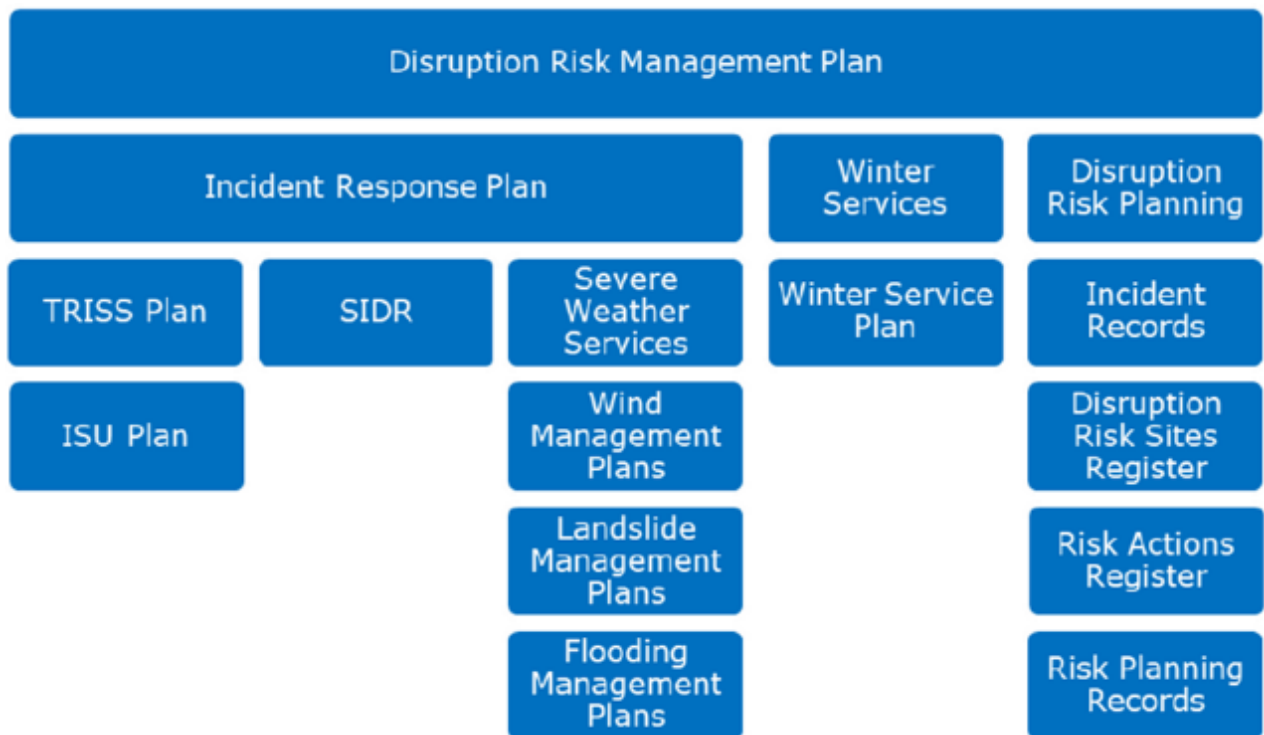 Disruption Risk Management Plan
Incident Response Plan
Winter
Services
Disruption
Risk Planning
TRISS Plan
SIDR
Severe
Weather
Services
Winter Service
Plan
Incident
Records
ISU Plan
Wind
Management
Plans
Disruption
Risk Sites
Register
Landslide
Management
Plans
Risk Actions
Register
Flooding
Management
Plans
Risk Planning
Records